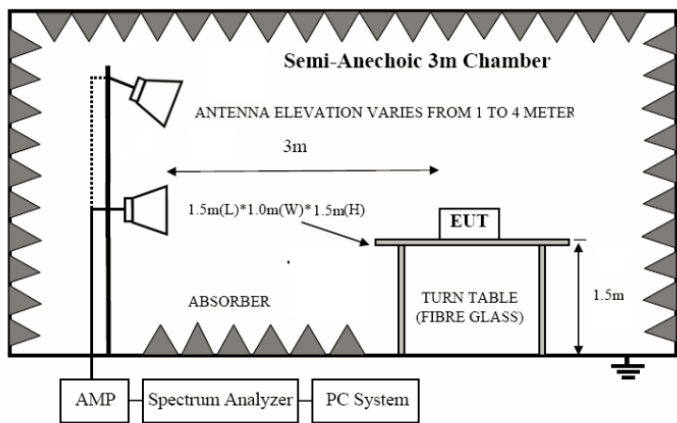 Semi-Anechoic 3m Chamber
ANTENNA ELEVATION VARIES FROM 1 TO 4 METER
3m
1.5m(L)*1.0m(W)*1.5m(H)
EUT
ABSORBER
TURN TABLE
(FIBRE GLASS)
1.5m
AMP
Spectrum Analyzer
PC System